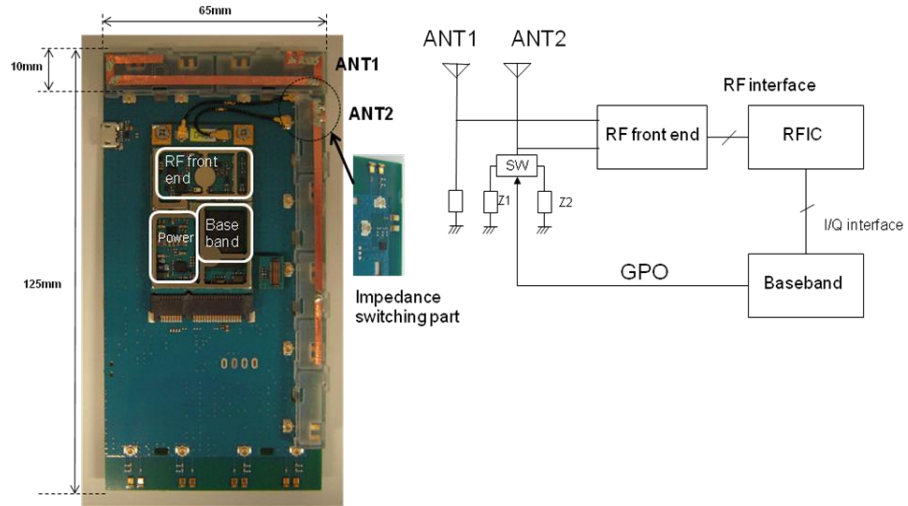 65mm
10mm
125mm
ANT1
ANT2
RF front
end
Power
Base
band
Impedance
switching part
ANT1 ANT2
RF front end
RF interface
RFIC
SW
Z1
Z2
I/Q interface
GPO
Baseband